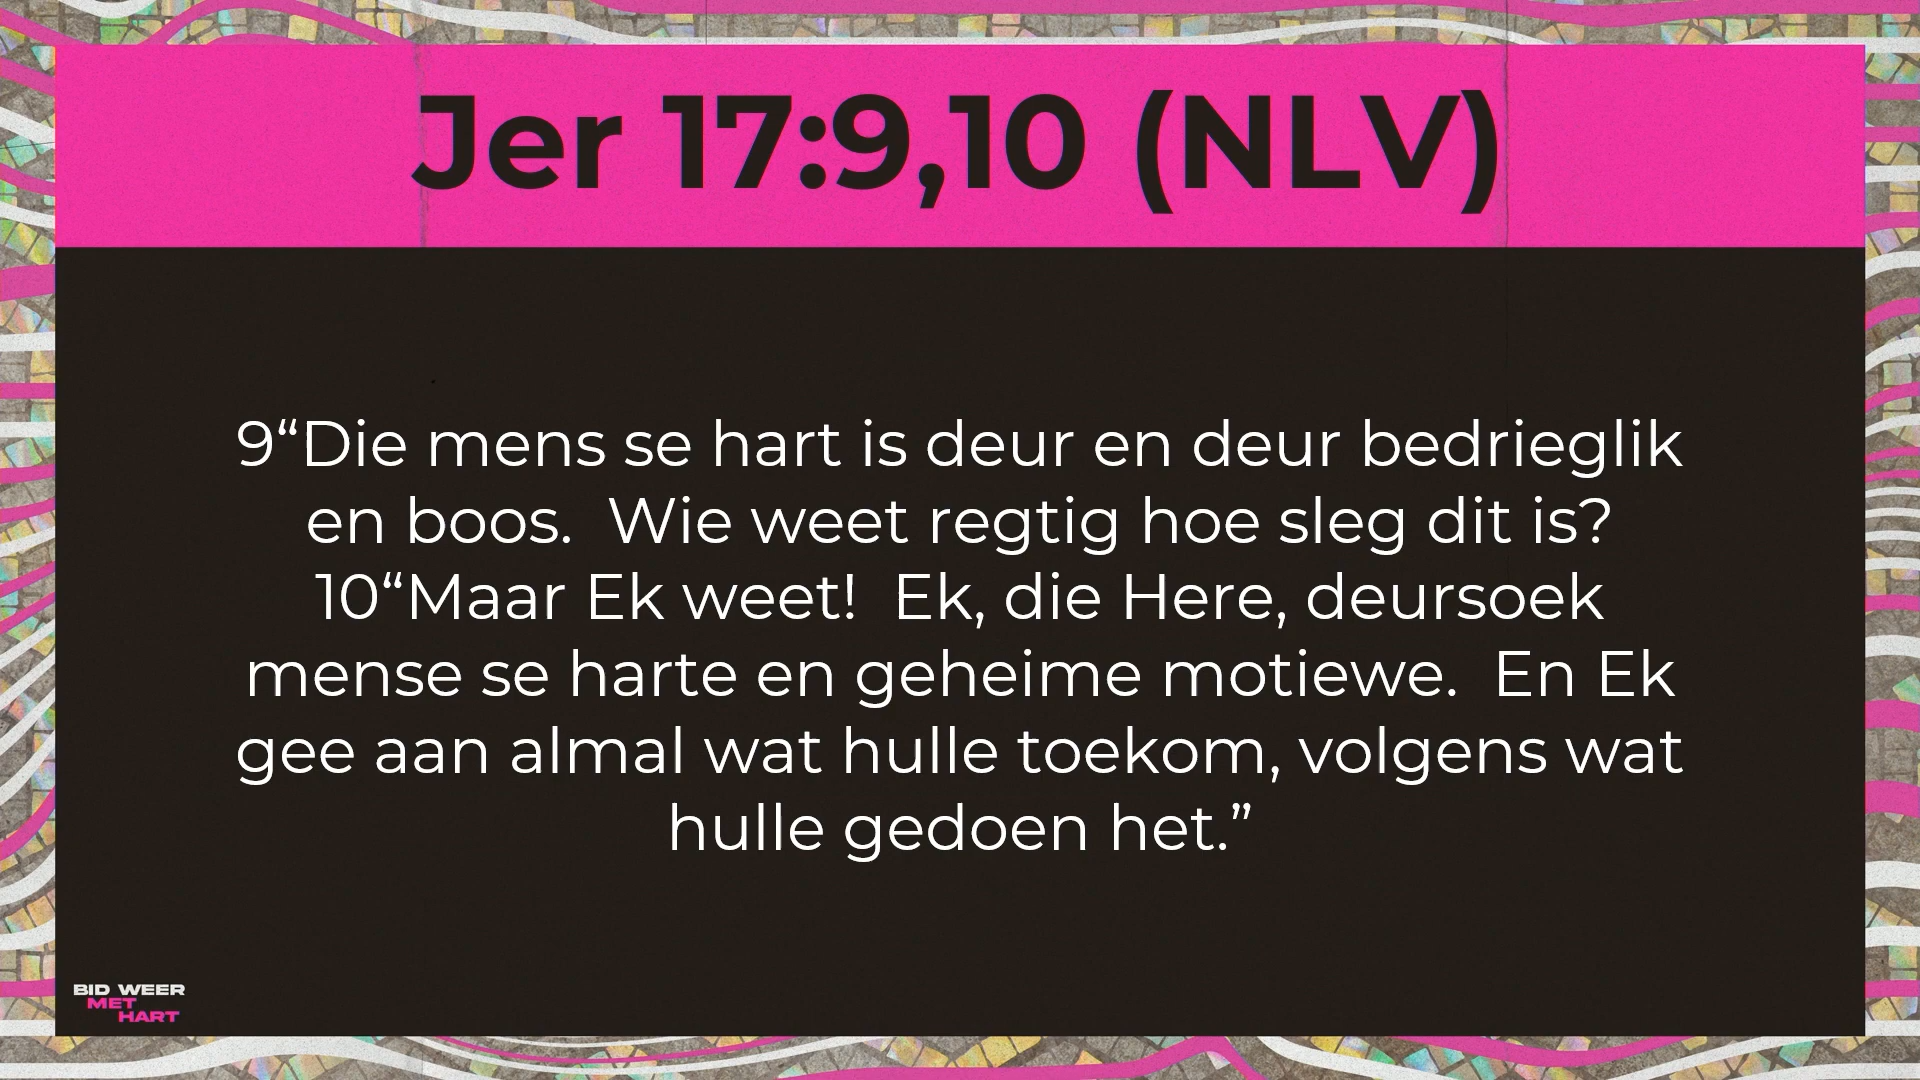 Jer 17:9,10 (NLV)
9“Die mens se hart is deur en deur bedrieglik
en boos.  Wie weet regtig hoe sleg dit is?
10“Maar Ek weet!  Ek, die Here, deursoek
mense se harte en geheime motiewe.  En Ek
gee aan almal wat hulle toekom, volgens wat
hulle gedoen het.”
BID WEER
MET
HART